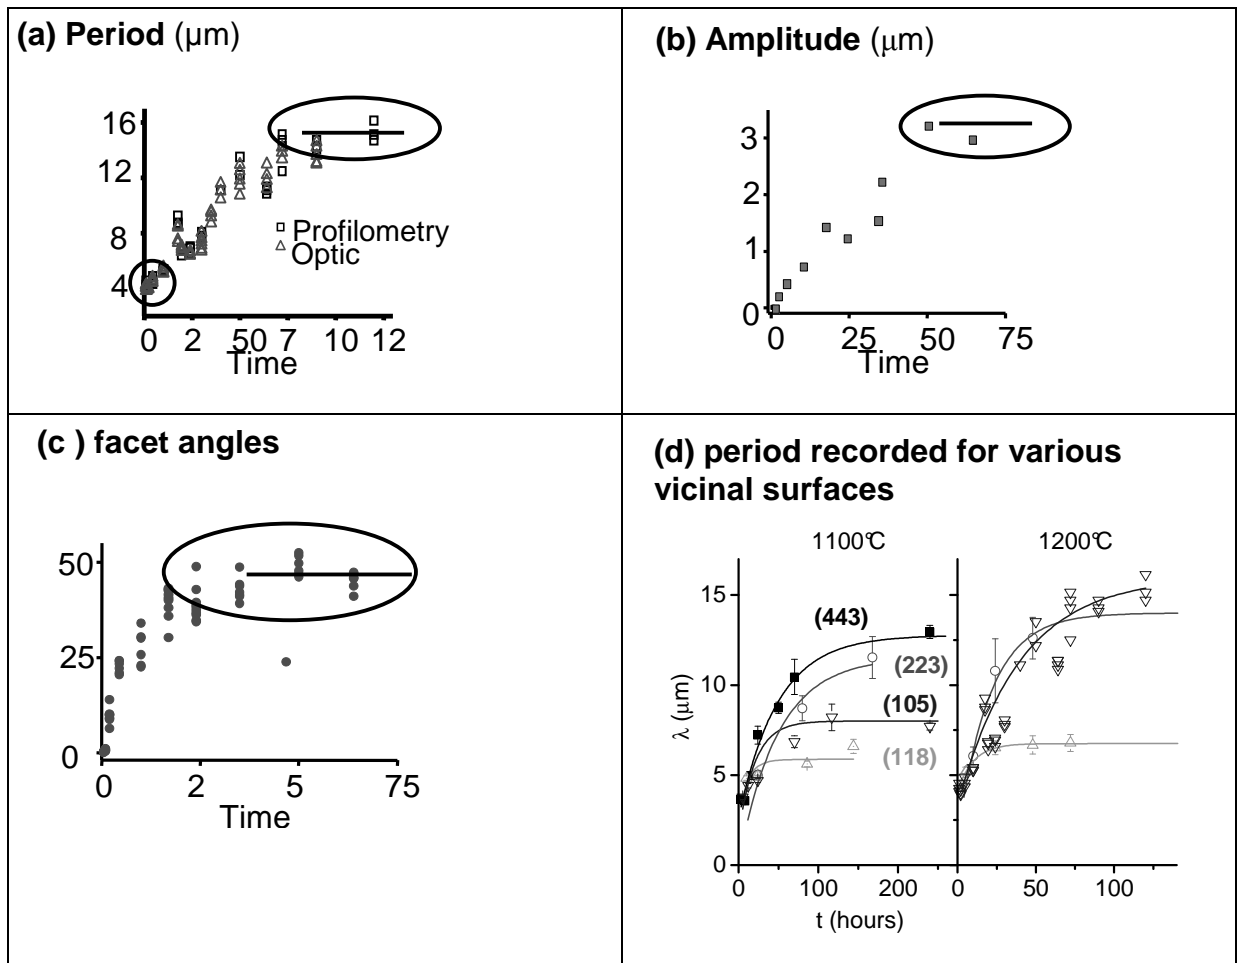 (a) Period (µm)
16
12
8
4
Profilometry
Optic
0 2 50 7 10 12
Time
(b) Amplitude (µm)
3
2
1
0
0 25 50 75
Time
(c ) facet angles
50
25
0
0 2 5 75
Time
(d) period recorded for various
vicinal surfaces
1100°C 1200°C
15
10
5
0
λ (µm)
(443)
(223)
(105)
(118)
0 100 200 0 50 100
t (hours)